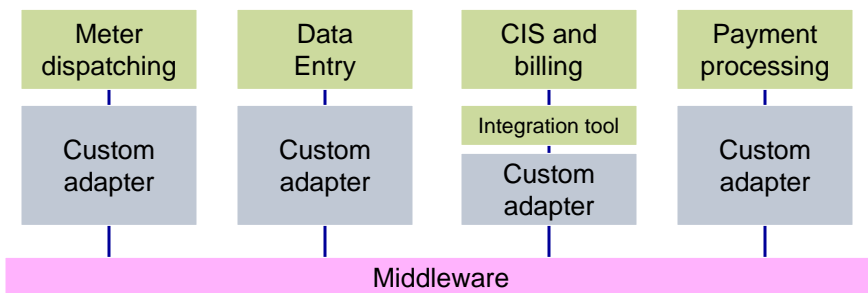 Meter
dispatching
Data
Entry
CIS and
billing
Payment
processing
Custom
adapter
Custom
adapter
Integration tool
Custom
adapter
Custom
adapter
Middleware